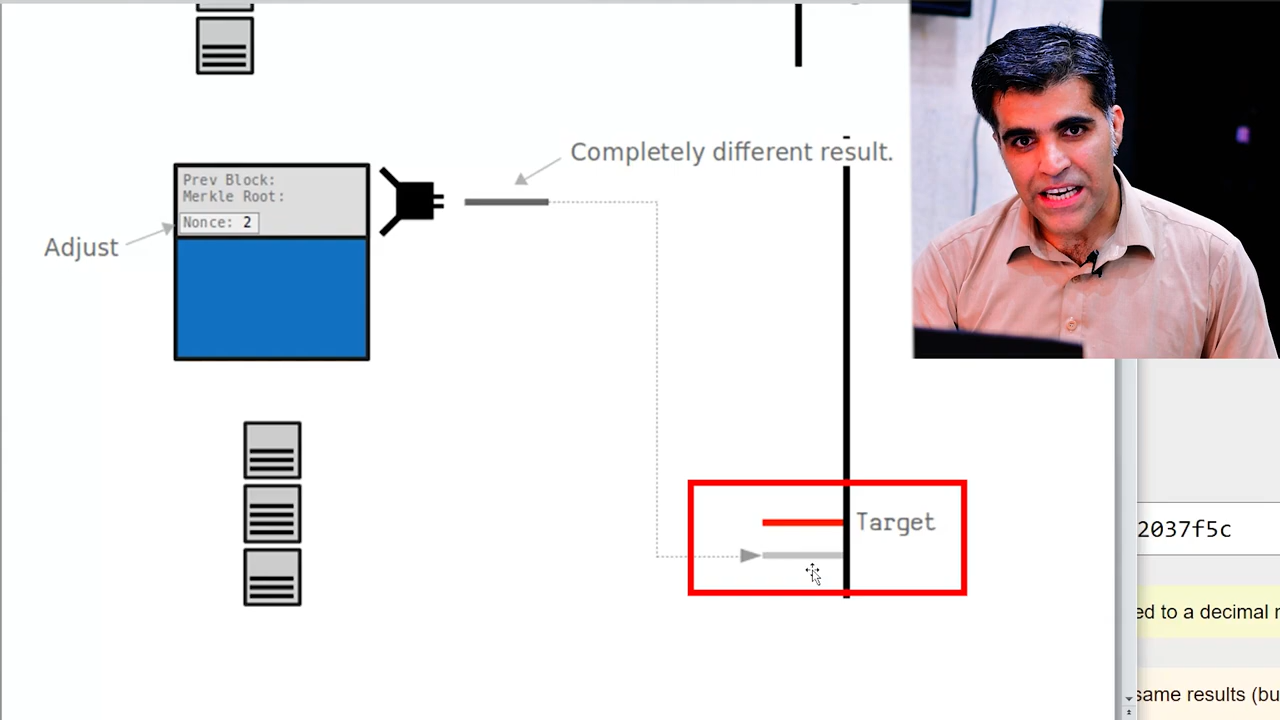 Completely different result.
Prev Block:
Merkle Root:
Nonce: 2
Adjust
Target
2037f5c
ed to a decimal
same results (bu